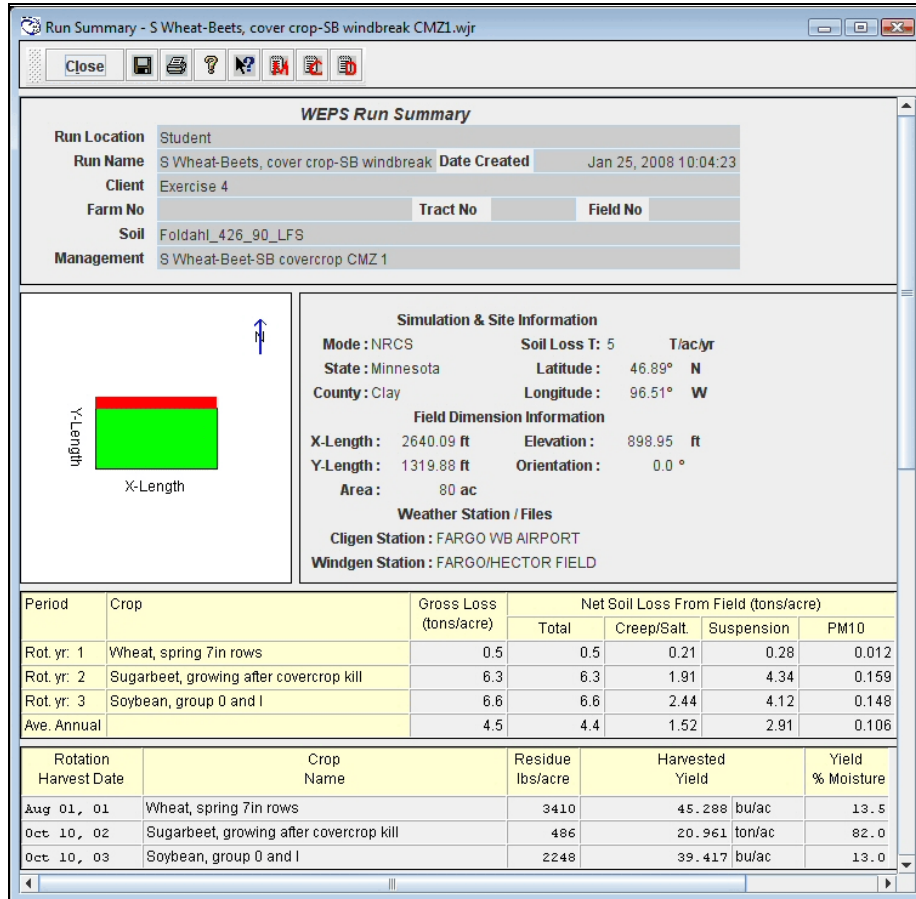 Run Summary - S Wheat-Beets, cover crop-SB windbreak CMZ1.wjr
Close
WEPS Run Summary
Run Location Student
Run Name S Wheat-Beets, cover crop-SB windbreak Date Created Jan 25, 2008 10:04:23
Client Exercise 4
Farm No Tract No Field No
Soil Foldahl_426_90_LFS
Management S Wheat-Beet-SB covercrop CMZ 1
N
Y-Length
X-Length
Simulation & Site Information
Mode : NRCS Soil Loss T: 5 T/ac/yr
State : Minnesota Latitude : 46.89° N
County : Clay Longitude : 96.51° W
Field Dimension Information
X-Length : 2640.09 ft Elevation : 898.95 ft
Y-Length : 1319.88 ft Orientation : 0.0 °
Area : 80 ac
Weather Station / Files
Cligen Station : FARGO WB AIRPORT
Windgen Station : FARGO/HECTOR FIELD
Period Crop Gross Loss (tons/acre) Net Soil Loss From Field (tons/acre)
Total Creep/Salt. Suspension PM10
Rot. yr: 1 Wheat, spring 7in rows 0.5 0.5 0.21 0.28 0.012
Rot. yr: 2 Sugarbeet, growing after covercrop kill 6.3 6.3 1.91 4.34 0.159
Rot. yr: 3 Soybean, group 0 and I 6.6 6.6 2.44 4.12 0.148
Ave. Annual 4.5 4.4 1.52 2.91 0.106
Rotation Crop Residue Harvested Yield
Harvest Date Name lbs/acre Yield % Moisture
Aug 01, 01 Wheat, spring 7in rows 3410 45.288 bu/ac 13.5
Oct 10, 02 Sugarbeet, growing after covercrop kill 486 20.961 ton/ac 82.0
Oct 10, 03 Soybean, group 0 and I 2248 39.417 bu/ac 13.0